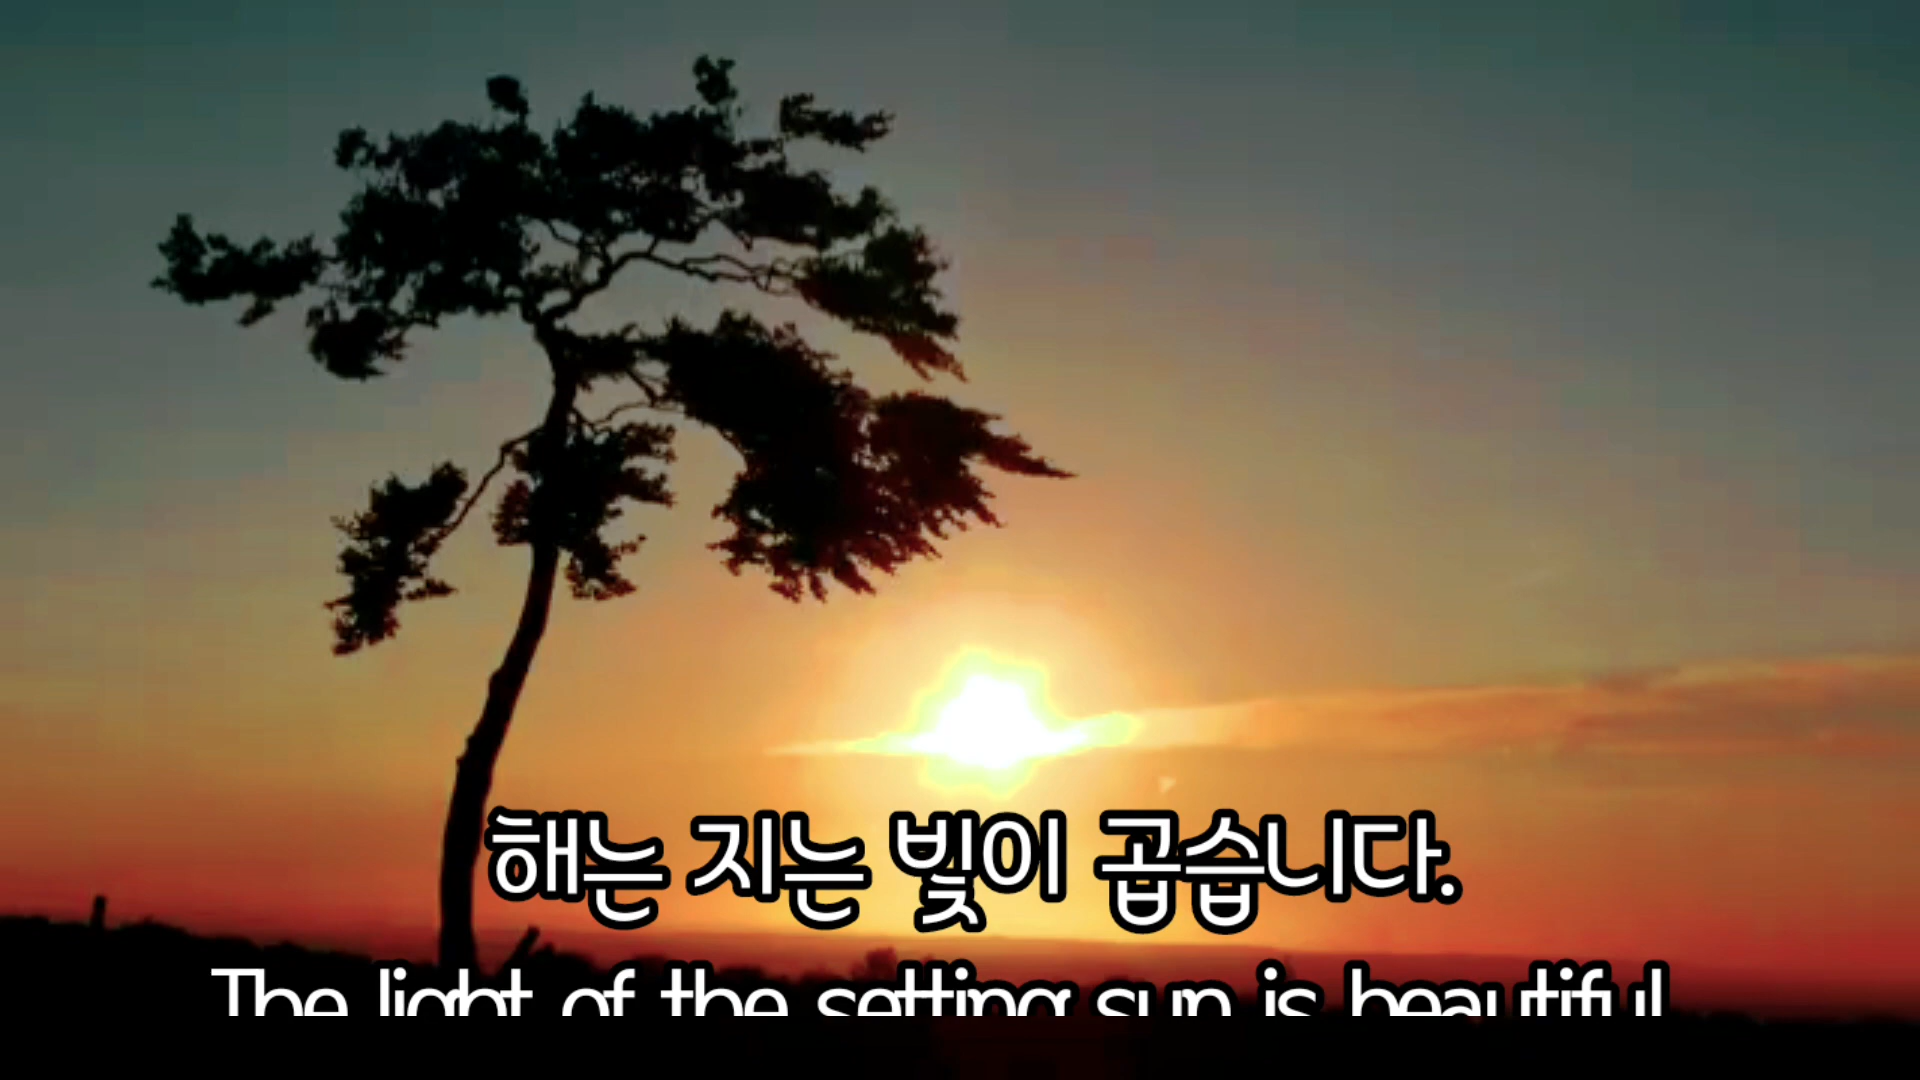 해는 지는 빛이 곱습니다.
The light of the setting sun is beautiful